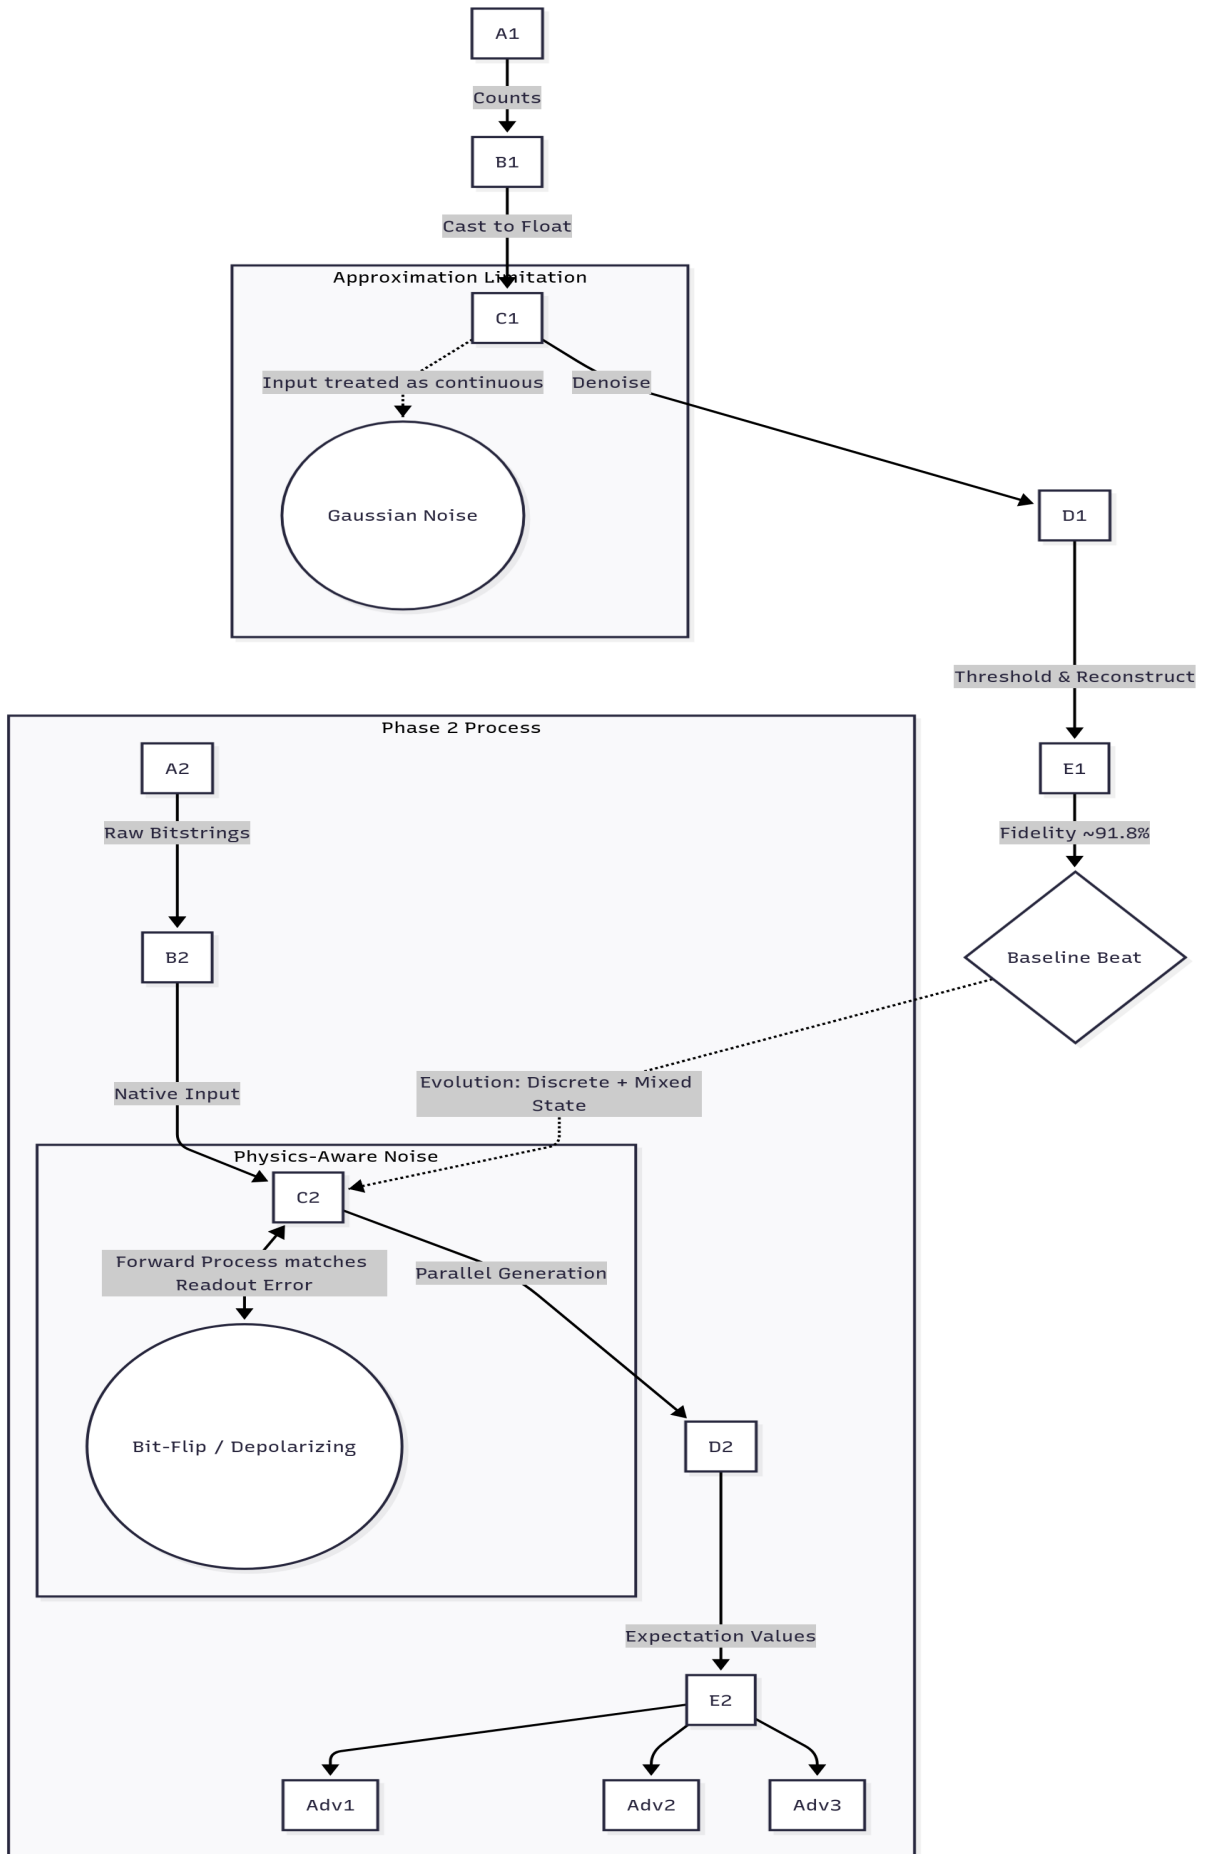 A1
Counts
B1
Cast to Float
Approximation Limitation
C1
Input treated as continuous
Denoise
Gaussian Noise
D1
Threshold & Reconstruct
Phase 2 Process
A2
E1
Raw Bitstrings
Fidelity ~91.8%
B2
Baseline Beat
Native Input
Evolution: Discrete + Mixed
State
Physics-Aware Noise
C2
Forward Process matches
Readout Error
Parallel Generation
Bit-Flip / Depolarizing
D2
Expectation Values
E2
Adv1
Adv2
Adv3